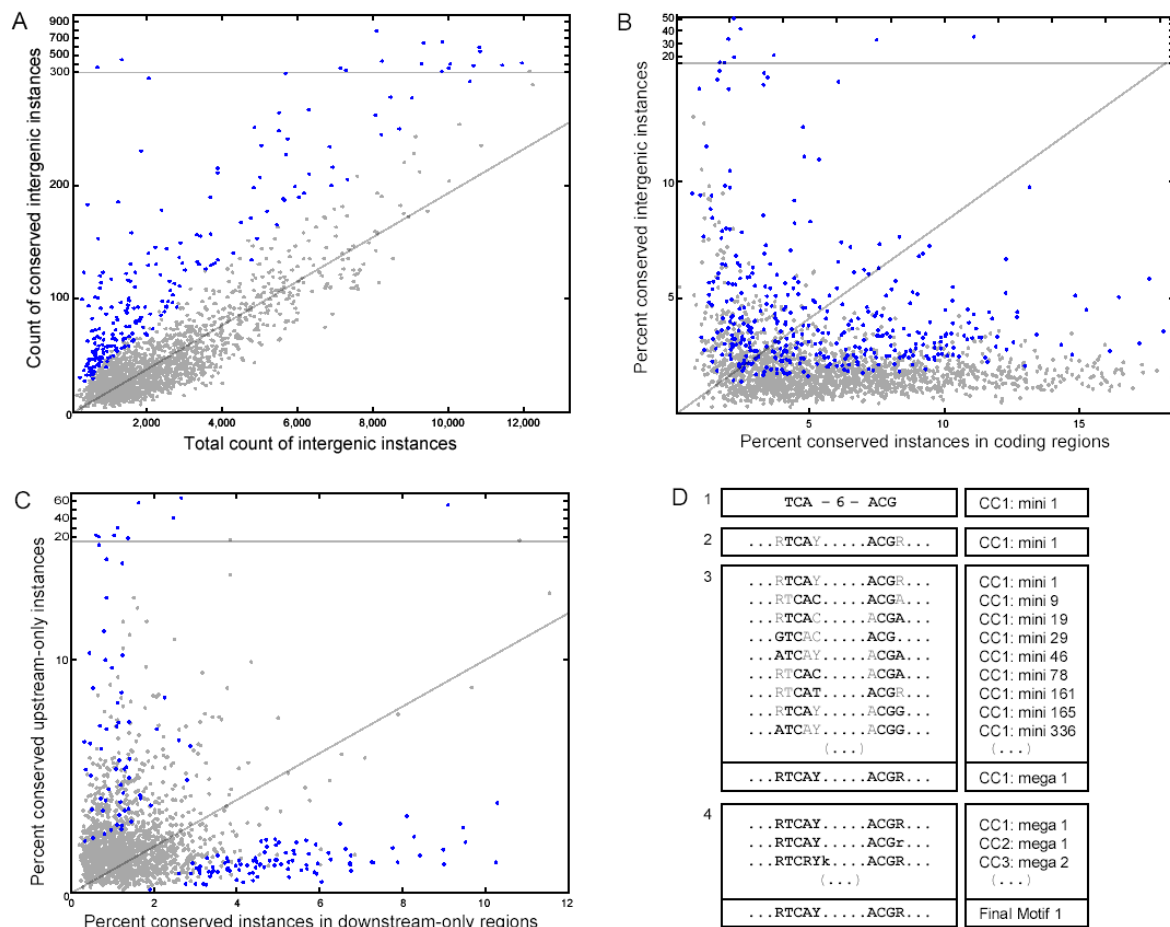 A
Count of conserved intergenic instances
900
700
500
300
200
100
0
2,000
4,000
6,000
8,000
10,000
12,000
Total count of intergenic instances
B
Percent conserved intergenic instances
50
40
30
20
10
5
5
10
15
Percent conserved instances in coding regions
C
Percent conserved upstream-only instances
60
40
20
10
0
0
2
4
6
8
10
12
Percent conserved instances in downstream-only regions
D
1
TCA – 6 – ACG CC1: mini 1
2
...RTCAY.....ACGR... CC1: mini 1
3
...RTCAY.....ACGR... CC1: mini 1
...RTCAC.....ACGA... CC1: mini 9
...RTCAC.....ACGA... CC1: mini 19
...GTCAC.....ACG.... CC1: mini 29
...ATCAY.....ACGA... CC1: mini 46
...RTCAC.....ACGA... CC1: mini 78
...RTCAT.....ACGR... CC1: mini 161
...RTCAY.....ACGG... CC1: mini 165
...ATCAY.....ACGG... CC1: mini 336
(...) (...)
...RTCAY.....ACGR... CC1: mega 1
4
...RTCAY.....ACGR... CC1: mega 1
...RTCAY.....ACGr... CC2: mega 1
...RTCRYk....ACGR... CC3: mega 2
(...) (...)
...RTCAY.....ACGR... Final Motif 1